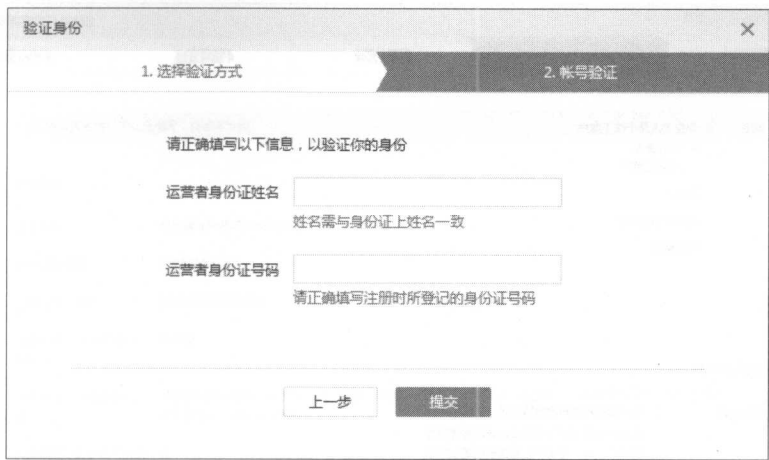 验证身份
1. 选择验证方式
2. 帐号验证
请正确填写以下信息，以验证你的身份
运营者身份证姓名
姓名需与身份证上姓名一致
运营者身份证号码
请正确填写注册时所登记的身份证号码
上一步
提交